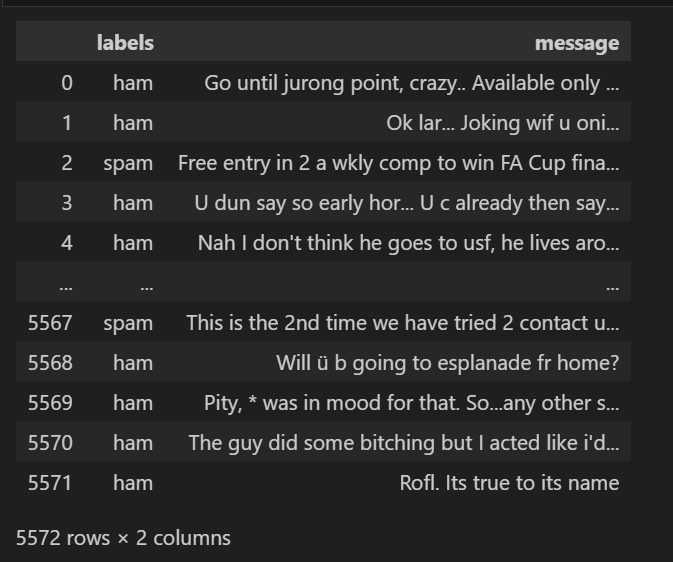 labels message
0 ham Go until jurong point, crazy.. Available only ...
1 ham Ok lar... Joking wif u oni...
2 spam Free entry in 2 a wkly comp to win FA Cup fina...
3 ham U dun say so early hor... U c already then say...
4 ham Nah I don't think he goes to usf, he lives aro...
... ... ...
5567 spam This is the 2nd time we have tried 2 contact u...
5568 ham Will ü b going to esplanade fr home?
5569 ham Pity, * was in mood for that. So...any other s...
5570 ham The guy did some bitching but I acted like i'd...
5571 ham Rofl. Its true to its name
5572 rows × 2 columns